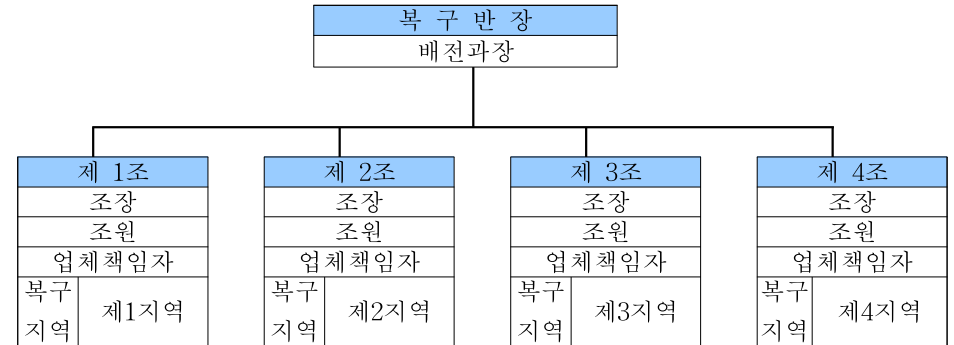 복 구 반 장
배전과장
제 1조
조장
조원
업체책임자
복구
지역
제1지역
제 2조
조장
조원
업체책임자
복구
지역
제2지역
제 3조
조장
조원
업체책임자
복구
지역
제3지역
제 4조
조장
조원
업체책임자
복구
지역
제4지역